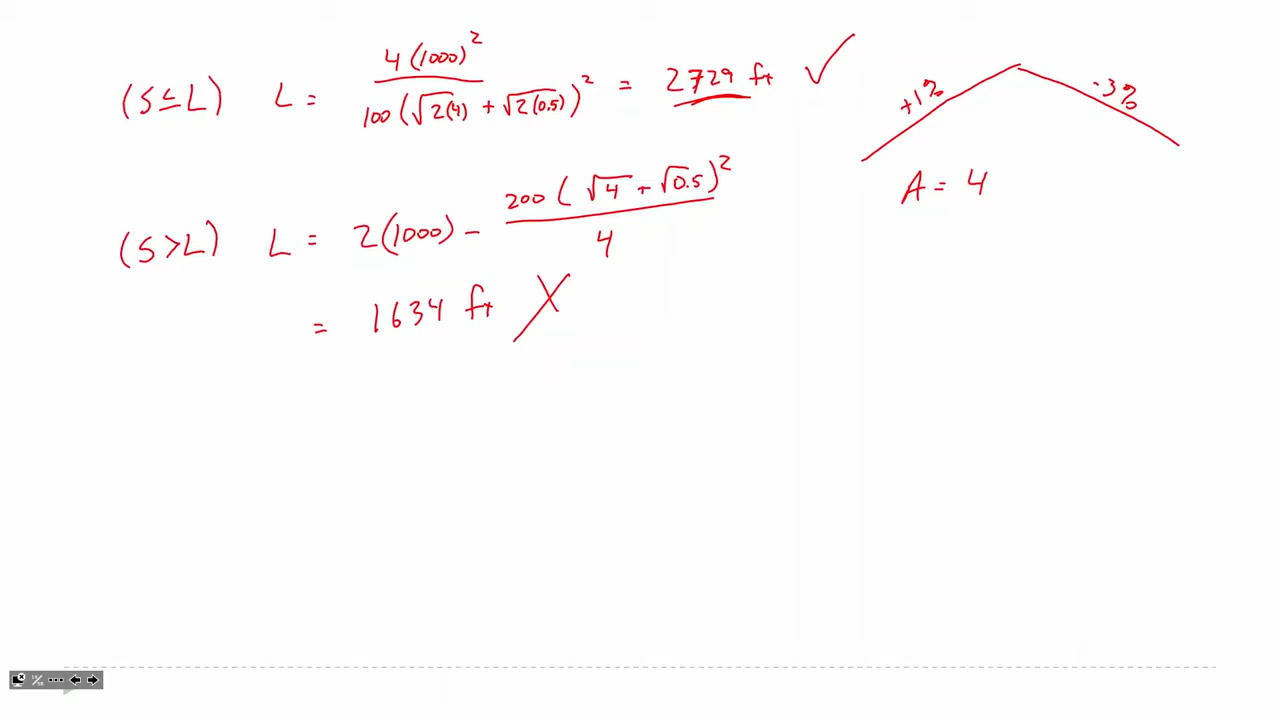 (S≤L) L = 4(1000)² / 100(√2(4) + √2(0.5))² = 2729 ft ✓
+1%
-3%
A = 4
(S>L) L = 2(1000) - 200(√4 + √0.5)² / 4
= 1634 ft X